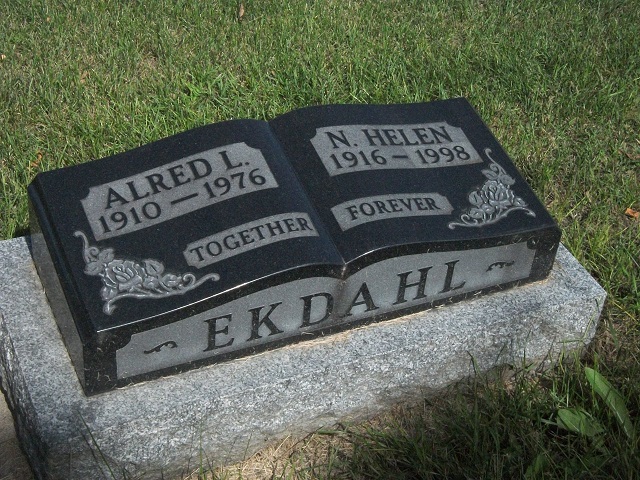 ALRED L.
1910 — 1976
TOGETHER
N. HELEN
1916 — 1998
FOREVER
~ EKDAHL ~